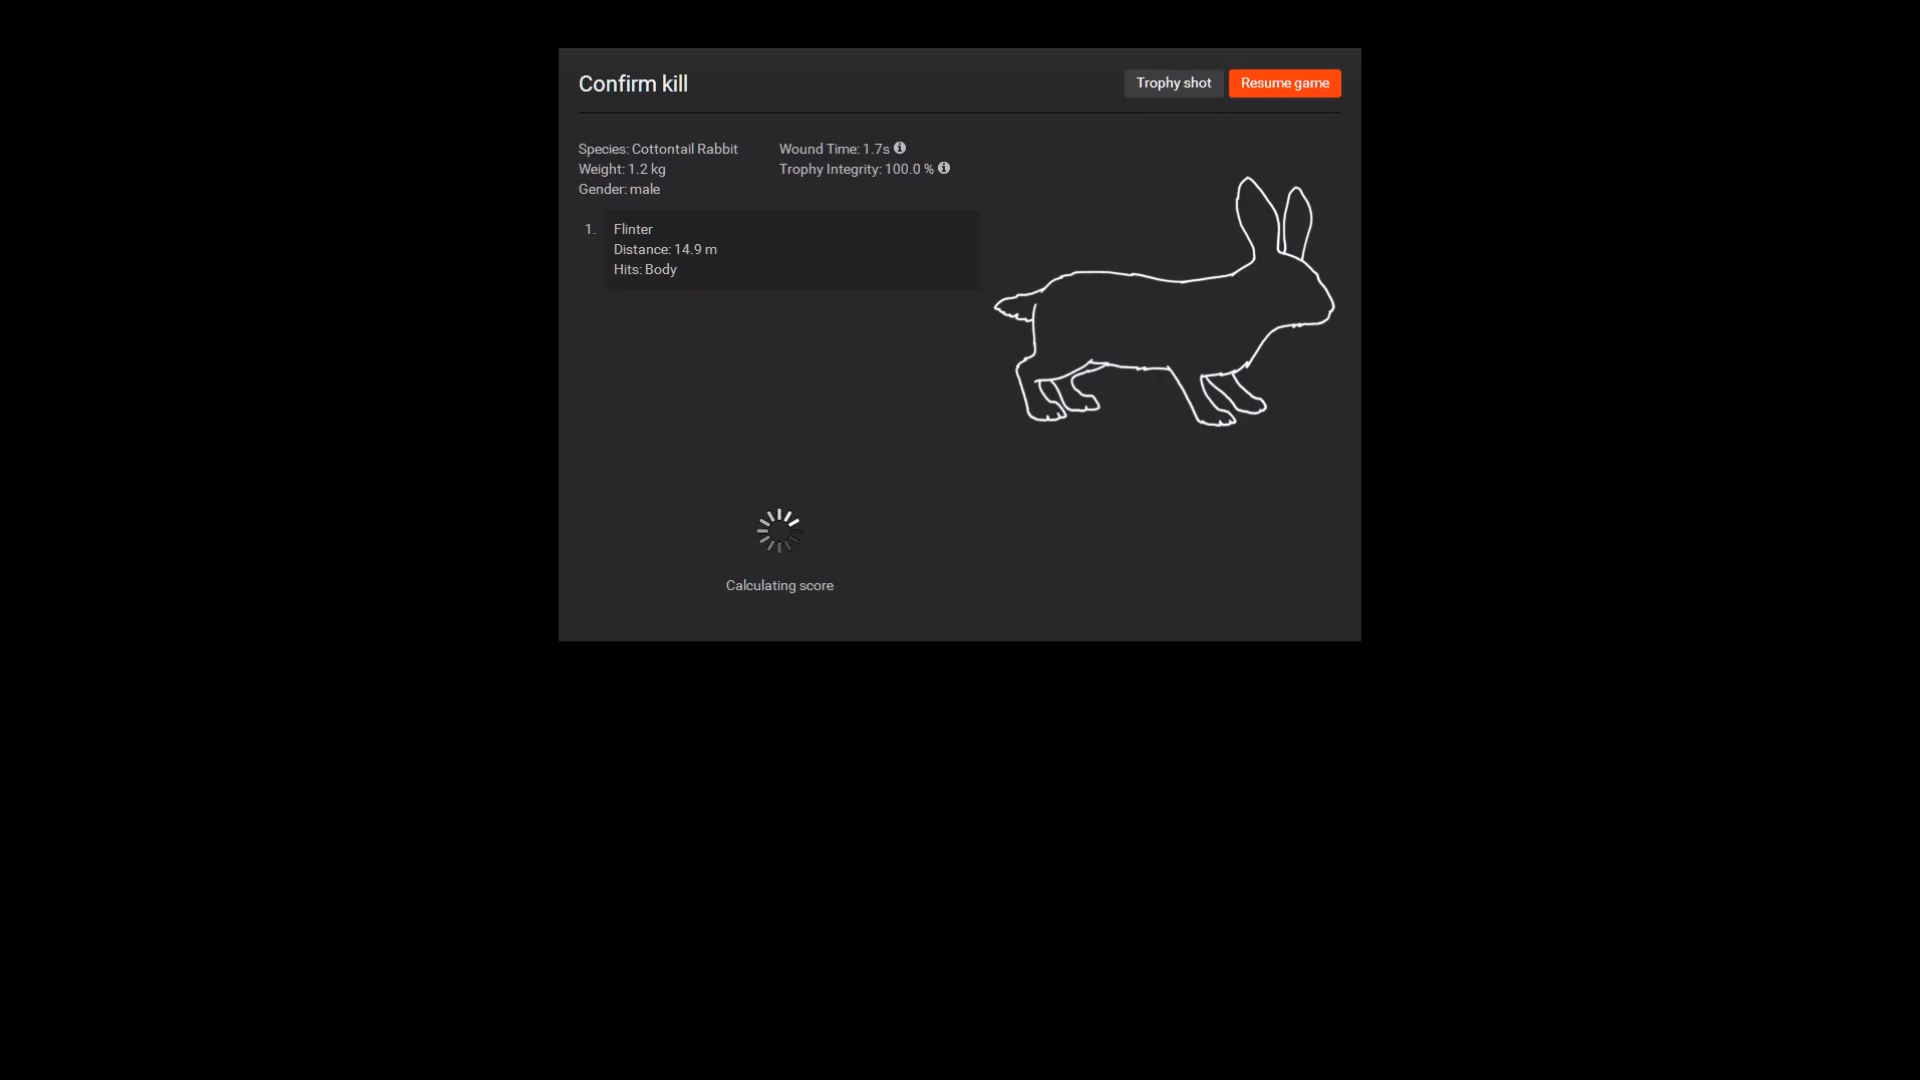 Confirm kill
Trophy shot
Resume game
Species: Cottontail Rabbit
Weight: 1.2 kg
Gender: male
Wound Time: 1.7s
Trophy Integrity: 100.0 %
1.
Flinter
Distance: 14.9 m
Hits: Body
Calculating score